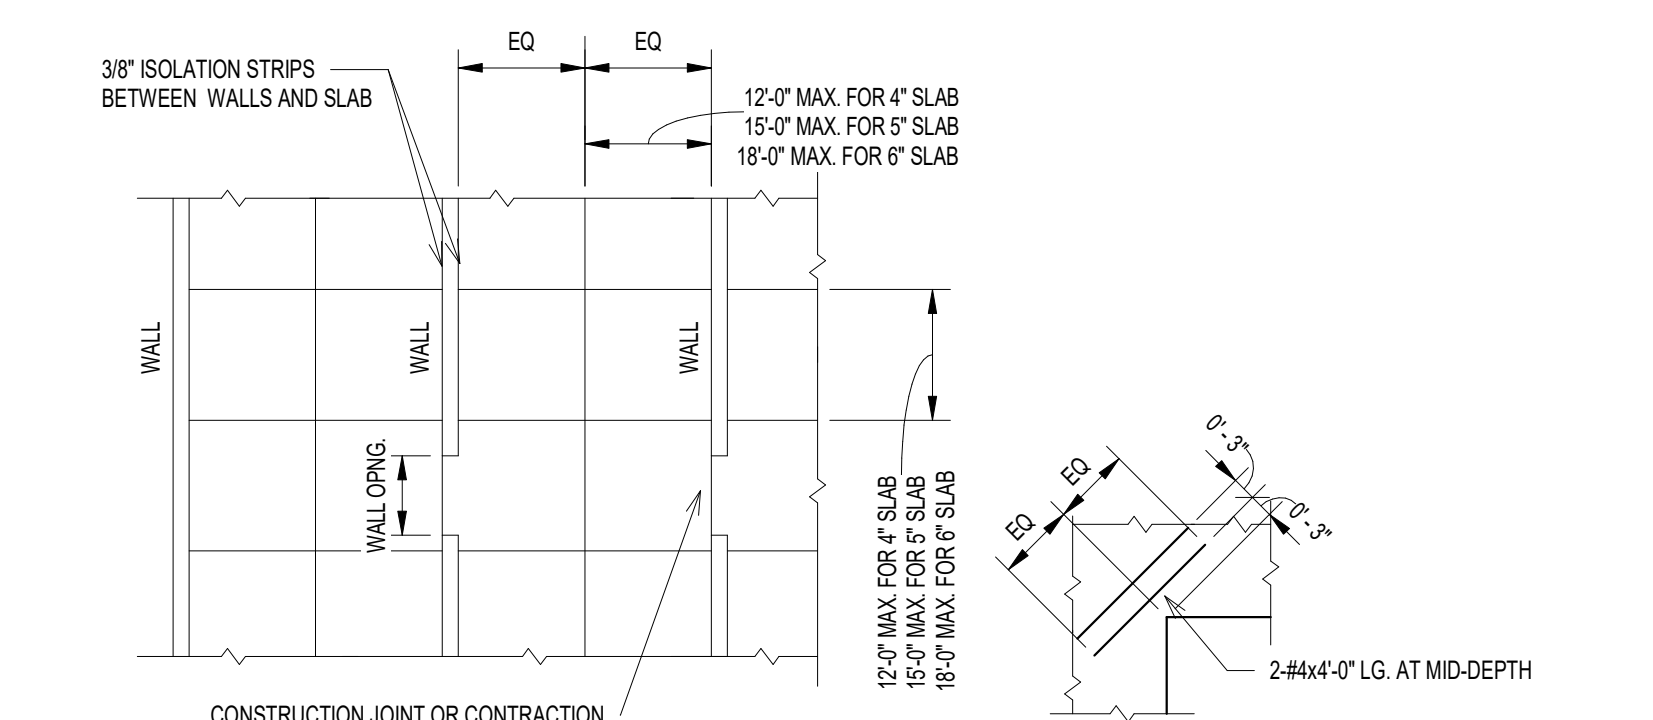 EQ
EQ
3/8" ISOLATION STRIPS
BETWEEN WALLS AND SLAB
12'-0" MAX. FOR 4" SLAB
15'-0" MAX. FOR 5" SLAB
18'-0" MAX. FOR 6" SLAB
WALL
WALL
WALL
WALL OPNG.
12'-0" MAX. FOR 4" SLAB
15'-0" MAX. FOR 5" SLAB
18'-0" MAX. FOR 6" SLAB
0' - 3"
EQ
EQ
0' - 3"
2-#4x4'-0" LG. AT MID-DEPTH
CONSTRUCTION JOINT OR CONTRACTION